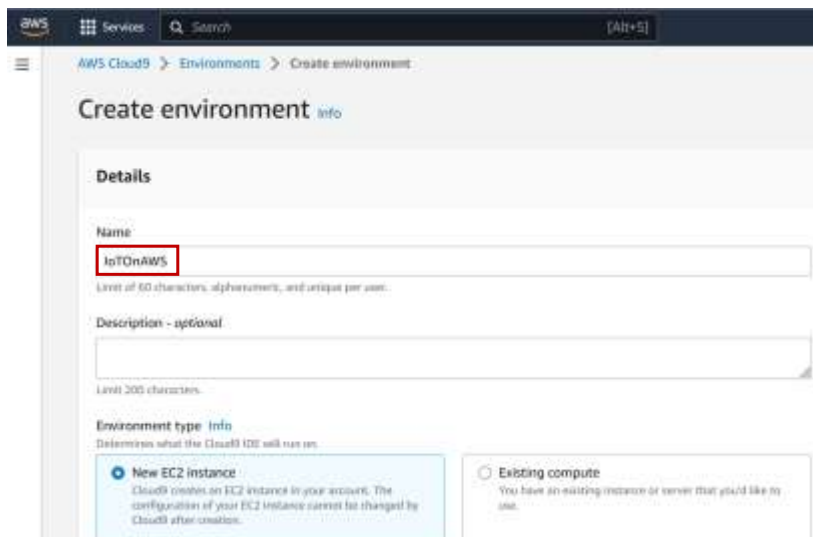 aws
Services
Search
[Alt+S]
AWS Cloud9 > Environments > Create environment
Create environment Info
Details
Name
IoTOnAWS
Limit of 60 characters, alphanumeric, and unique per user.
Description - optional
Limit 200 characters.
Environment type Info
Determines what the Cloud9 IDE will run on.
New EC2 instance
Cloud9 creates an EC2 instance in your account. The
configuration of your EC2 instance cannot be changed by
Cloud9 after creation.
Existing compute
You have an existing instance or server that you'd like to
use.